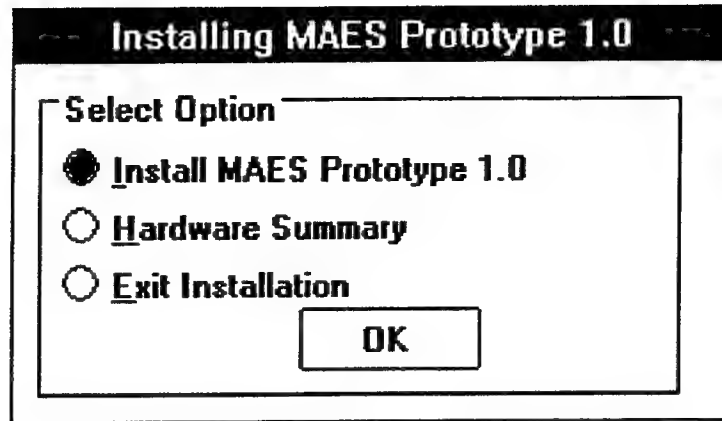 Installing MAES Prototype 1.0
Select Option
Install MAES Prototype 1.0
Hardware Summary
Exit Installation
OK